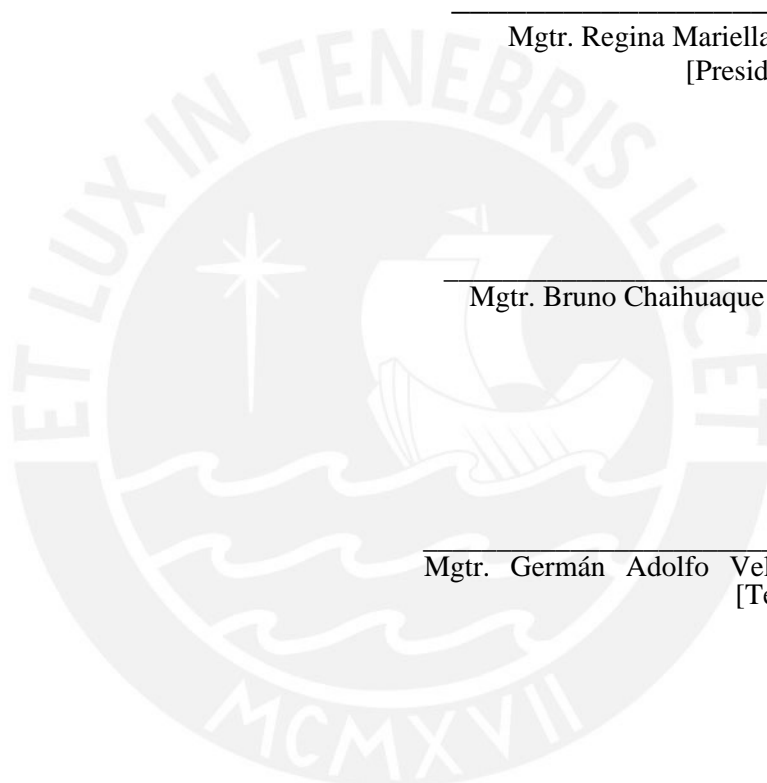 Mgtr. Regina Mariella
[Presid
Mgtr. Bruno Chaihuaque
Mgtr. Germán Adolfo Vel
[Te
ET LUX IN TENEBRIS LUCET
MCMXVII